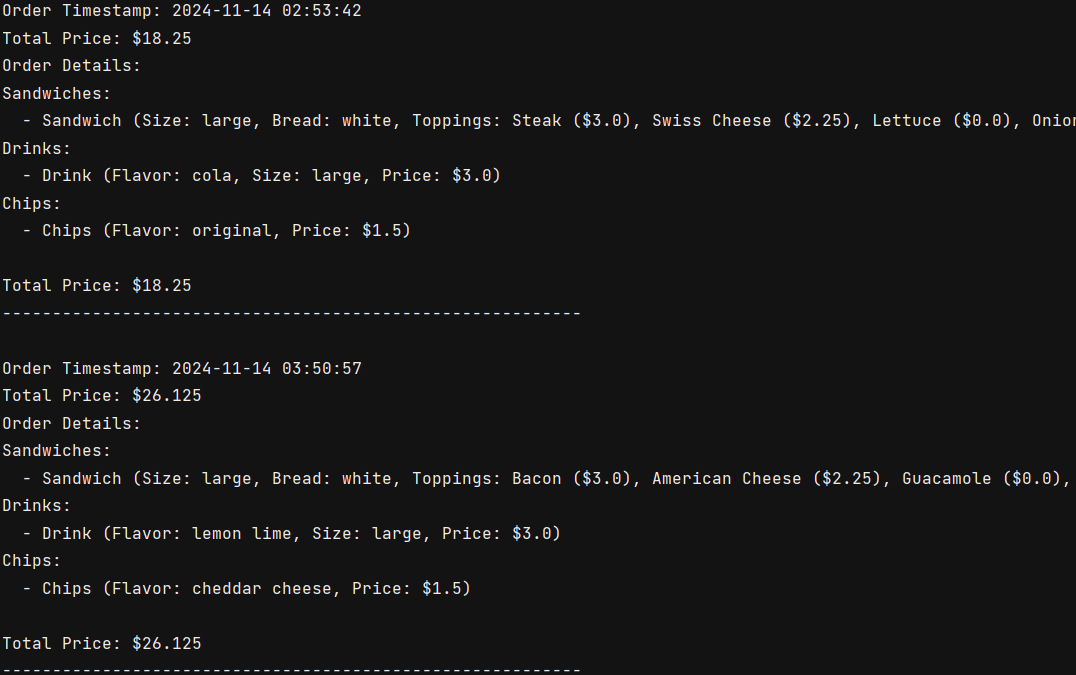 Order Timestamp: 2024-11-14 02:53:42
Total Price: $18.25
Order Details:
Sandwiches:
  - Sandwich (Size: large, Bread: white, Toppings: Steak ($3.0), Swiss Cheese ($2.25), Lettuce ($0.0), Onion
Drinks:
  - Drink (Flavor: cola, Size: large, Price: $3.0)
Chips:
  - Chips (Flavor: original, Price: $1.5)

Total Price: $18.25
----------------------------------------------------------

Order Timestamp: 2024-11-14 03:50:57
Total Price: $26.125
Order Details:
Sandwiches:
  - Sandwich (Size: large, Bread: white, Toppings: Bacon ($3.0), American Cheese ($2.25), Guacamole ($0.0),
Drinks:
  - Drink (Flavor: lemon lime, Size: large, Price: $3.0)
Chips:
  - Chips (Flavor: cheddar cheese, Price: $1.5)

Total Price: $26.125
----------------------------------------------------------